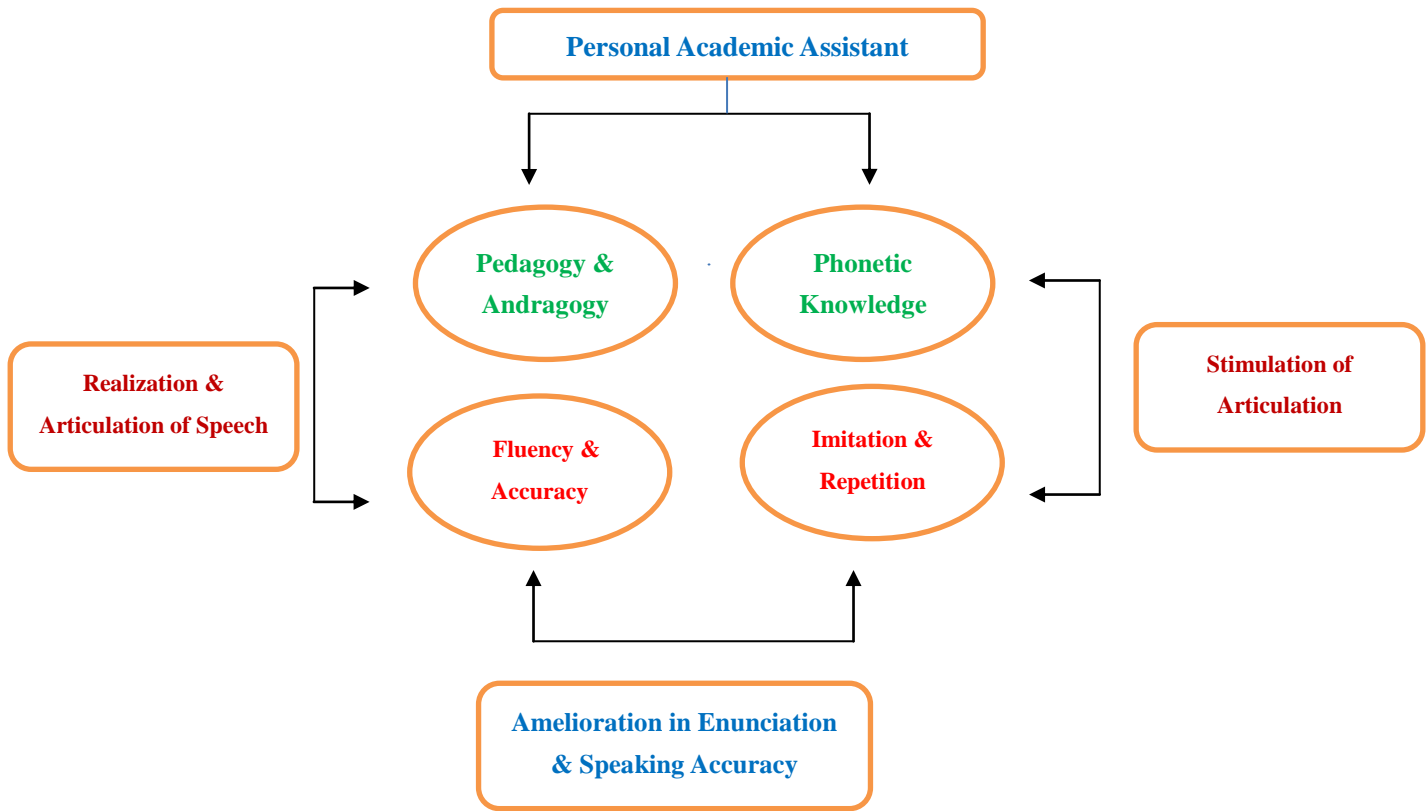 Personal Academic Assistant
Pedagogy &
Andragogy
Phonetic
Knowledge
Realization &
Articulation of Speech
Stimulation of
Articulation
Fluency &
Accuracy
Imitation &
Repetition
Amelioration in Enunciation
& Speaking Accuracy